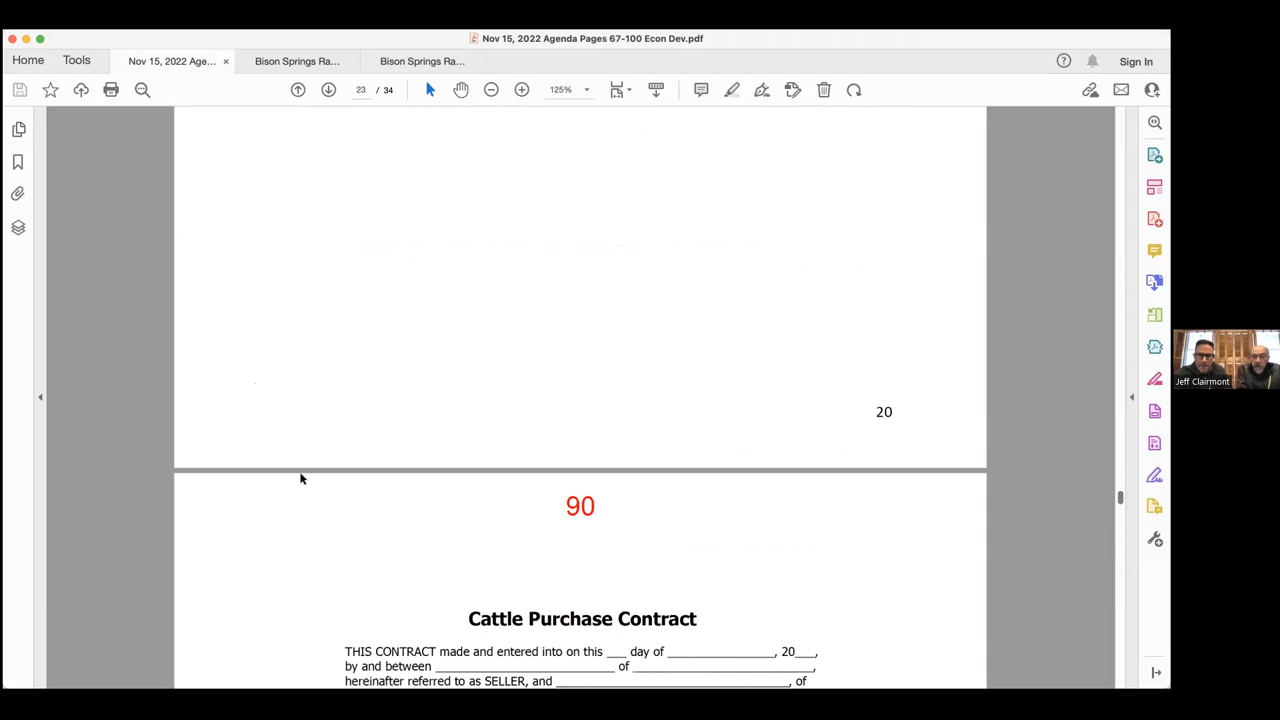 Nov 15, 2022 Agenda Pages 67-100 Econ Dev.pdf
Home
Tools
Nov 15, 2022 Age... ×
Bison Springs Ra...
Bison Springs Ra...
Sign In
23 / 34
125%
20
90
Cattle Purchase Contract
THIS CONTRACT made and entered into on this ___ day of ________________, 20___,
by and between __________________________ of __________________________,
hereinafter referred to as SELLER, and __________________________________, of
Jeff Clairmont